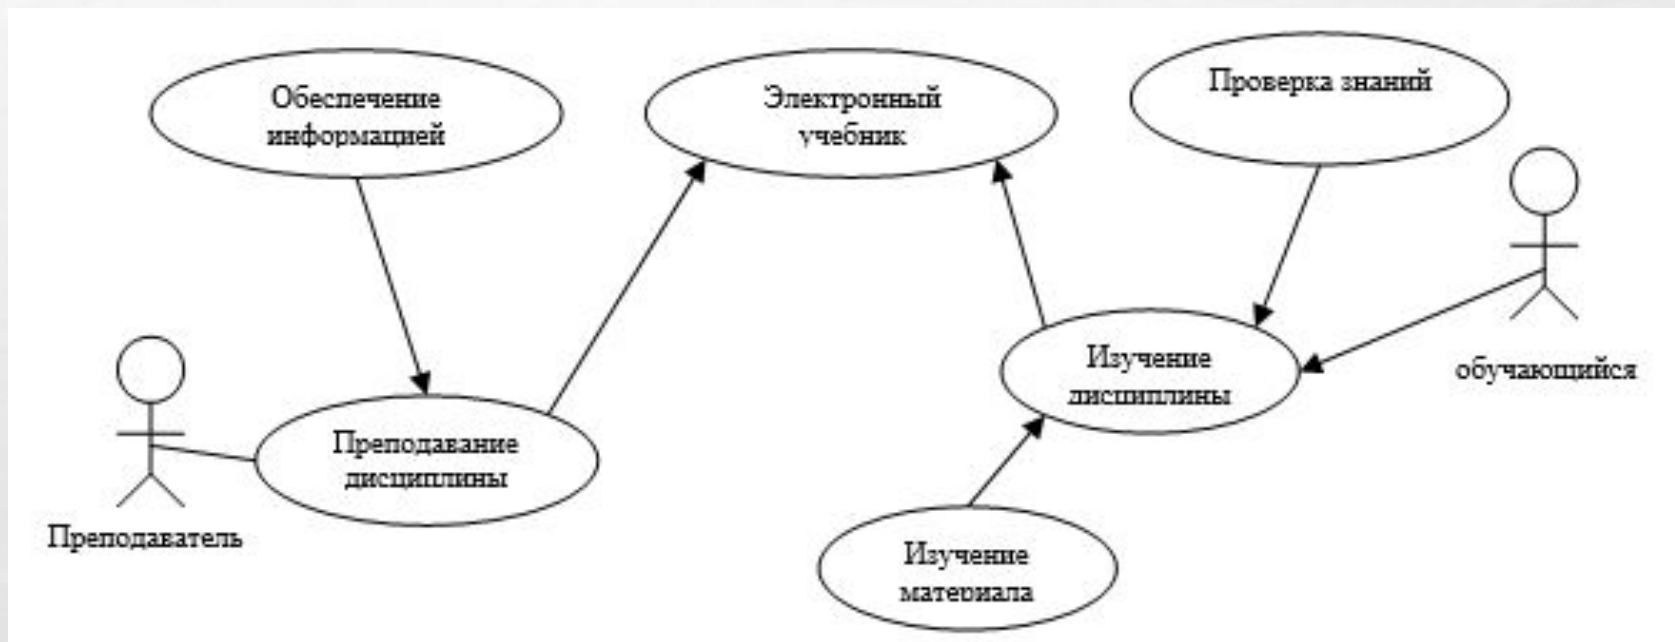 Обеспечение
информацией
Электронный
учебник
Проверка знаний
Изучение
дисциплины
обучающийся
Преподавание
дисциплины
Преподаватель
Изучение
материала